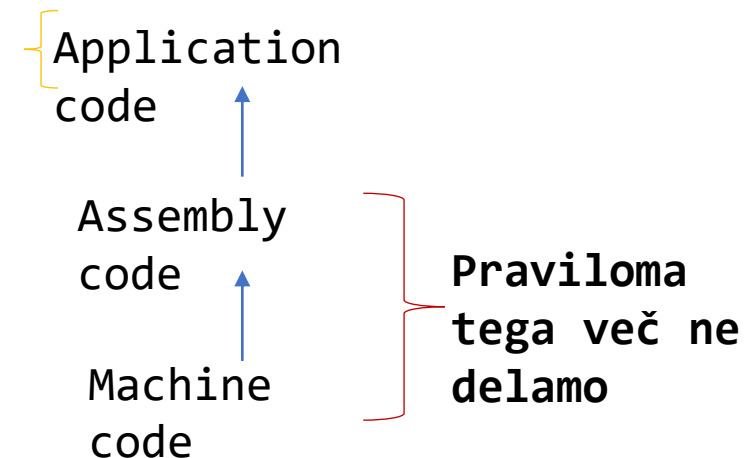 Application
code
Assembly
code
Praviloma
tega več ne
delamo
Machine
code